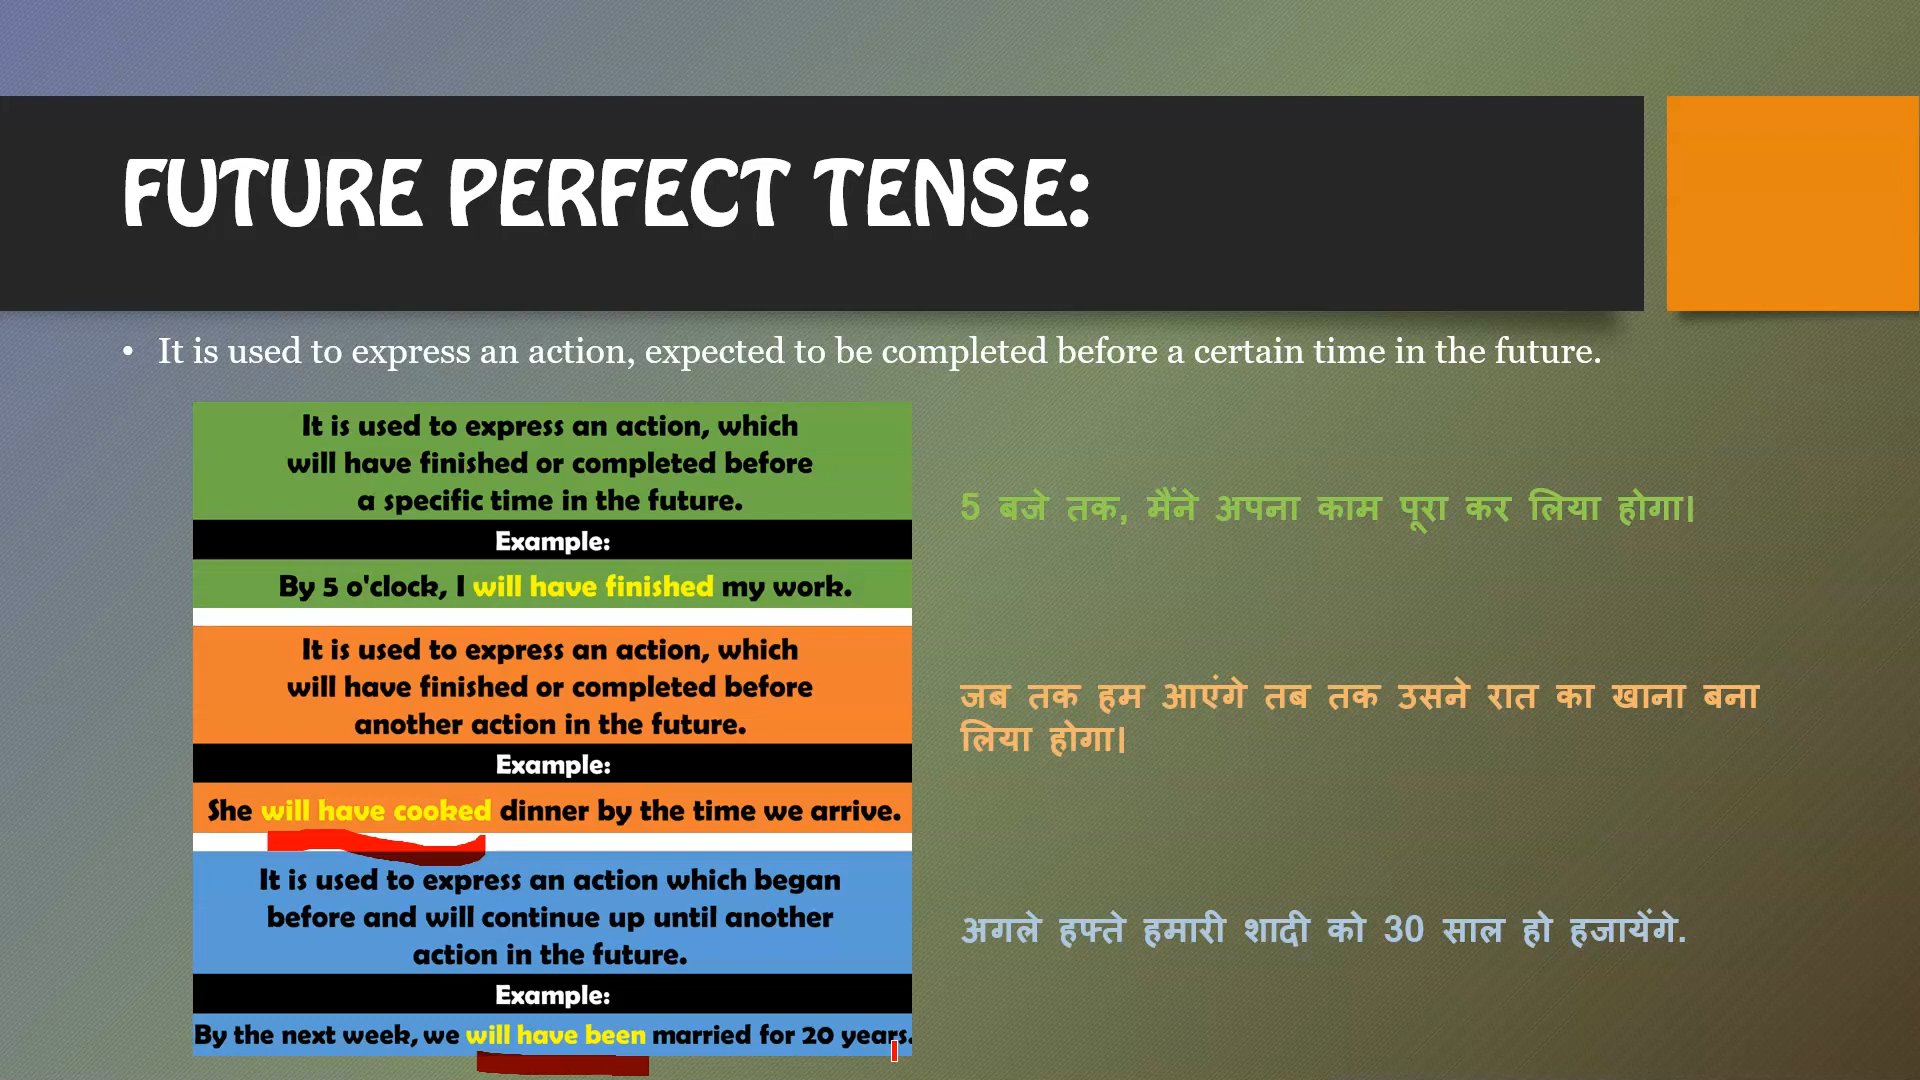 FUTURE PERFECT TENSE:
• It is used to express an action, expected to be completed before a certain time in the future.
It is used to express an action, which
will have finished or completed before
a specific time in the future.
Example:
By 5 o'clock, I will have finished my work.
5 बजे तक, मैंने अपना काम पूरा कर लिया होगा।
It is used to express an action, which
will have finished or completed before
another action in the future.
Example:
She will have cooked dinner by the time we arrive.
जब तक हम आएंगे तब तक उसने रात का खाना बना
लिया होगा।
It is used to express an action which began
before and will continue up until another
action in the future.
Example:
By the next week, we will have been married for 20 years.
अगले हफ्ते हमारी शादी को 30 साल हो हजायेंगे.